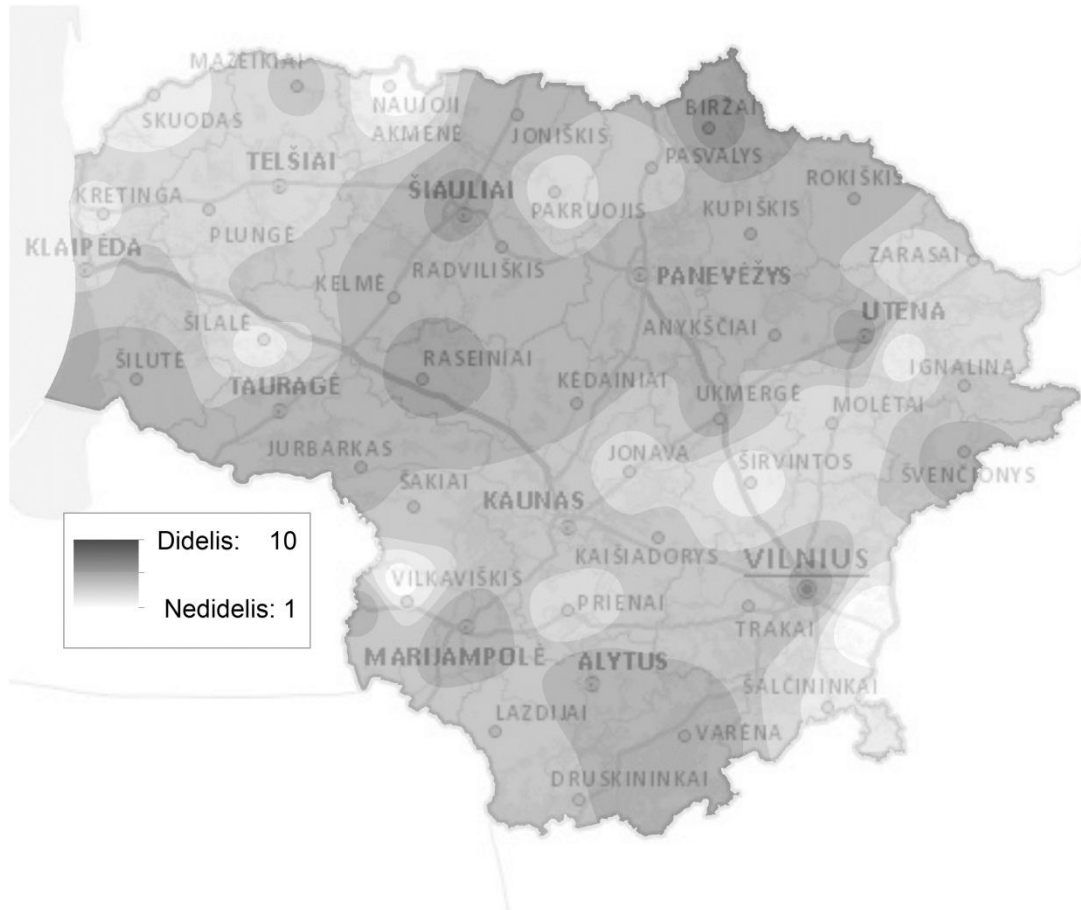 MAŽEIKIAI
SKUODAS
NAUJOJI
AKMENĖ
JONIŠKIS
BIRŽAI
PASVALYS
TELŠIAI
KRETINGA
PLUNGĖ
ŠIAULIAI
PAKRUOJIS
ROKIŠKIS
KUPIŠKIS
KLAIPĖDA
KELMĖ
RADVILIŠKIS
PANEVĖŽYS
ZARASAI
ŠILALĖ
ANYKŠČIAI
UTENA
ŠILUTĖ
TAURAGĖ
RASEINIAI
KĖDAINIAI
UKMERGĖ
IGNALINA
MOLĖTAI
JURBARKAS
ŠAKIAI
JONAVA
ŠIRVINTOS
ŠVENČIONYS
KAUNAS
KAIŠIADORYS
VILNIUS
Didelis: 10
Nedidelis: 1
VILKAVIŠKIS
PRIENAI
TRAKAI
MARIJAMPOLĖ
ALYTUS
ŠALČININKAI
LAZDIJAI
VARĖNA
DRUSKININKAI